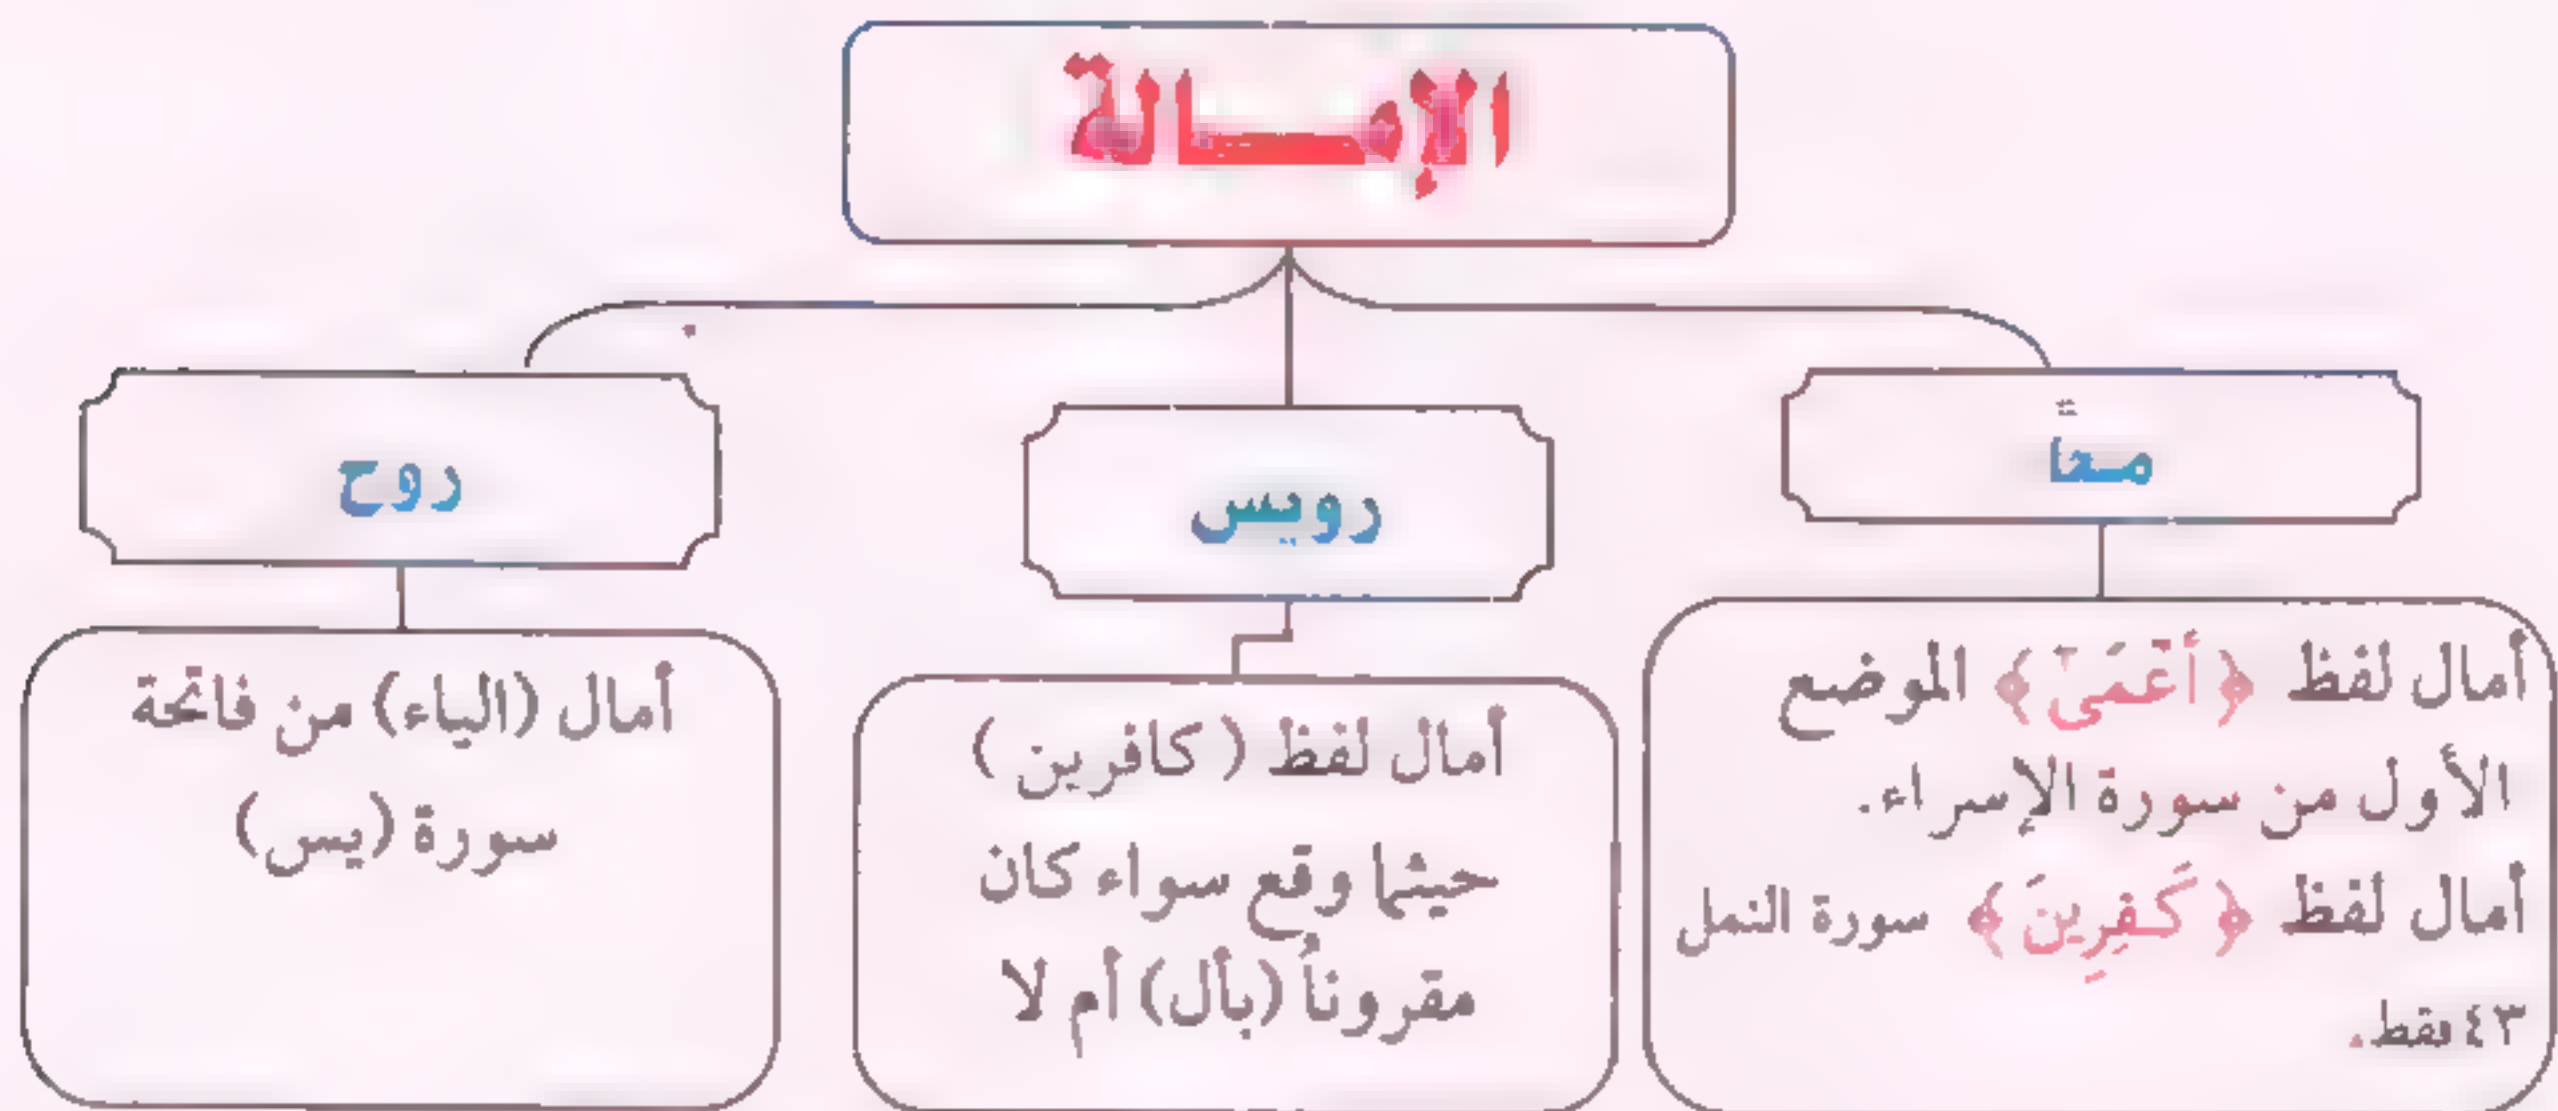 الإمالة
معاً
أمال لفظ ﴿ أَعْمَىٰ ﴾ الموضع
الأول من سورة الإسراء.
أمال لفظ ﴿ كَٰفِرِينَ ﴾ سورة النمل
٤٣ فقط.
رويس
أمال لفظ ( كافرين )
حيثما وقع سواء كان
مقروناً (بأل) أم لا
روح
أمال (الياء) من فاتحة
سورة (يس)